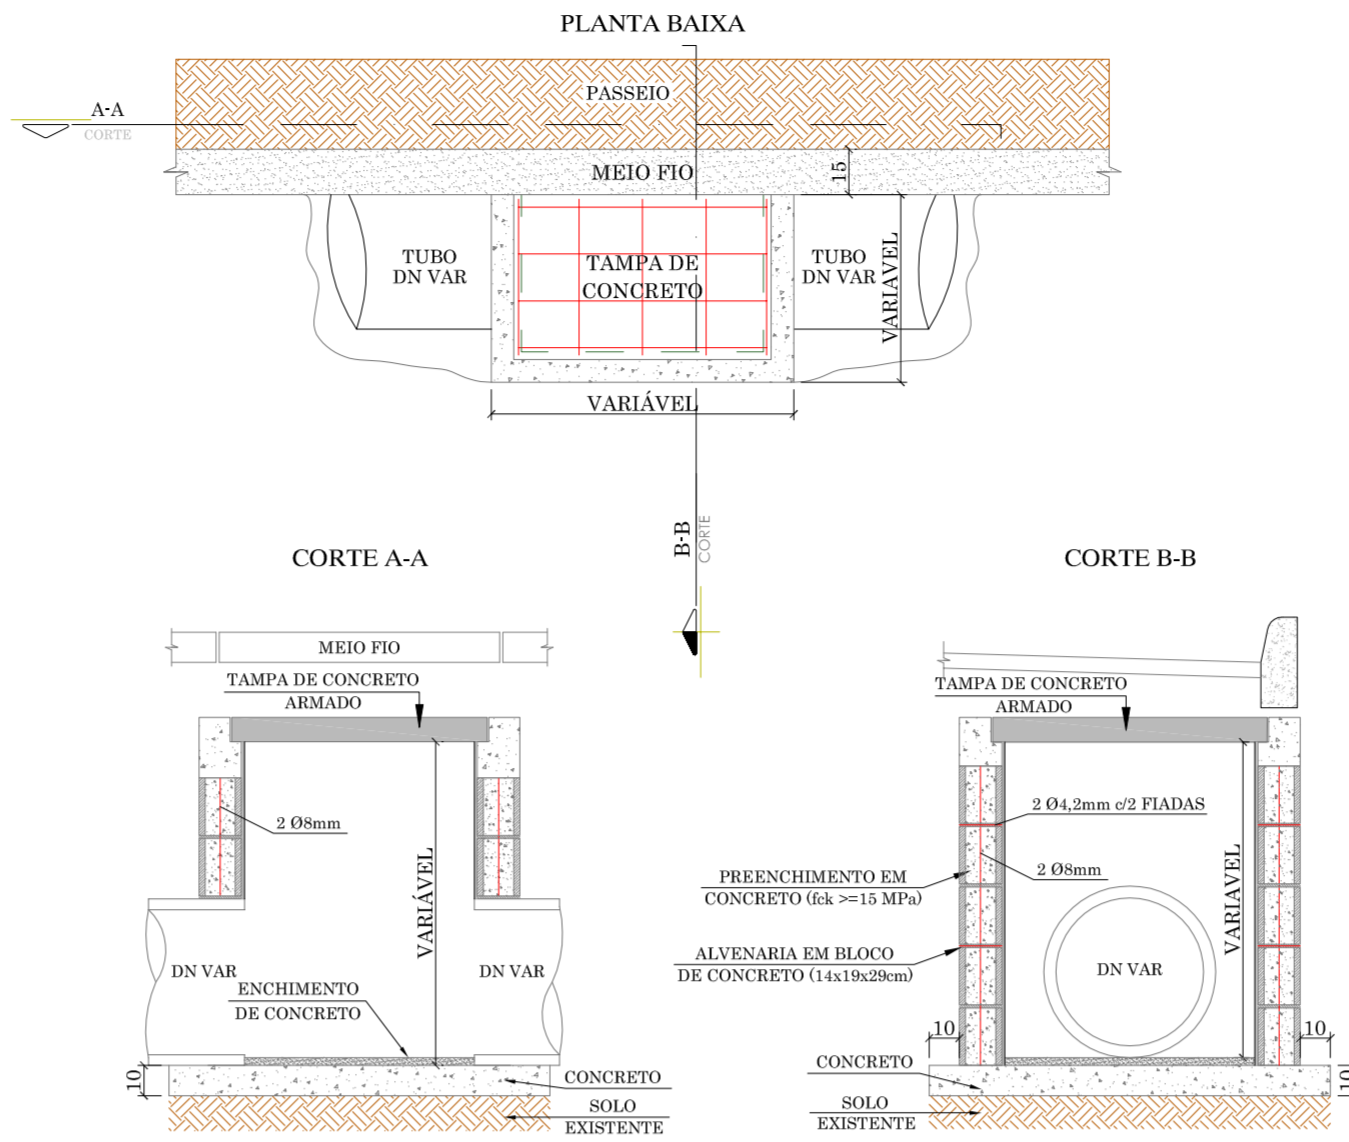 PLANTA BAIXA
PASSEIO
A-A
CORTE
MEIO FIO
15
TUBO
DN VAR
TAMPA DE
CONCRETO
TUBO
DN VAR
VARIAVEL
VARIÁVEL
B-B
CORTE
CORTE A-A
MEIO FIO
TAMPA DE CONCRETO
ARMADO
2 Ø8mm
VARIÁVEL
DN VAR
DN VAR
ENCHIMENTO
DE CONCRETO
10
CONCRETO
SOLO
EXISTENTE
CORTE B-B
TAMPA DE CONCRETO
ARMADO
2 Ø4,2mm c/2 FIADAS
2 Ø8mm
PREENCHIMENTO EM
CONCRETO (fck >=15 MPa)
VARIAVEL
ALVENARIA EM BLOCO
DE CONCRETO (14x19x29cm)
DN VAR
10
10
CONCRETO
10
SOLO
EXISTENTE